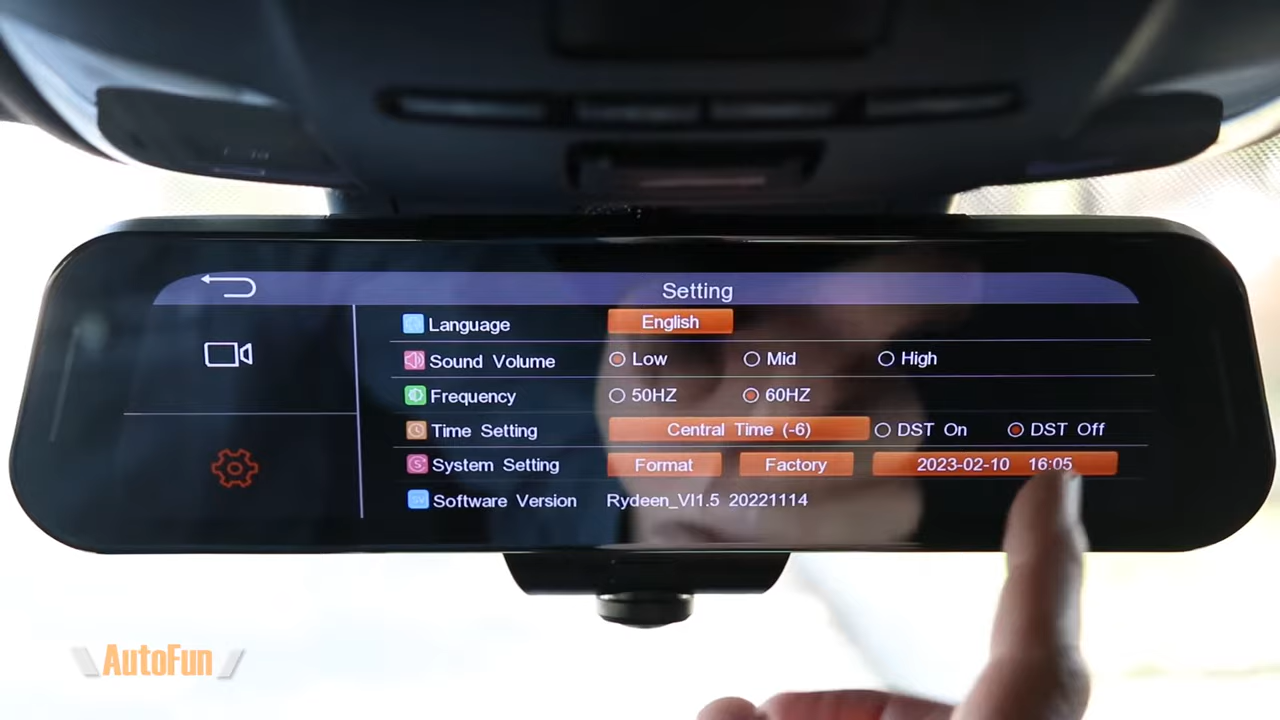 Setting
Language English
Sound Volume Low Mid High
Frequency 50HZ 60HZ
Time Setting Central Time (-6) DST On DST Off
System Setting Format Factory 2023-02-10 16:05
Software Version Rydeen_VI1.5 20221114
AutoFun